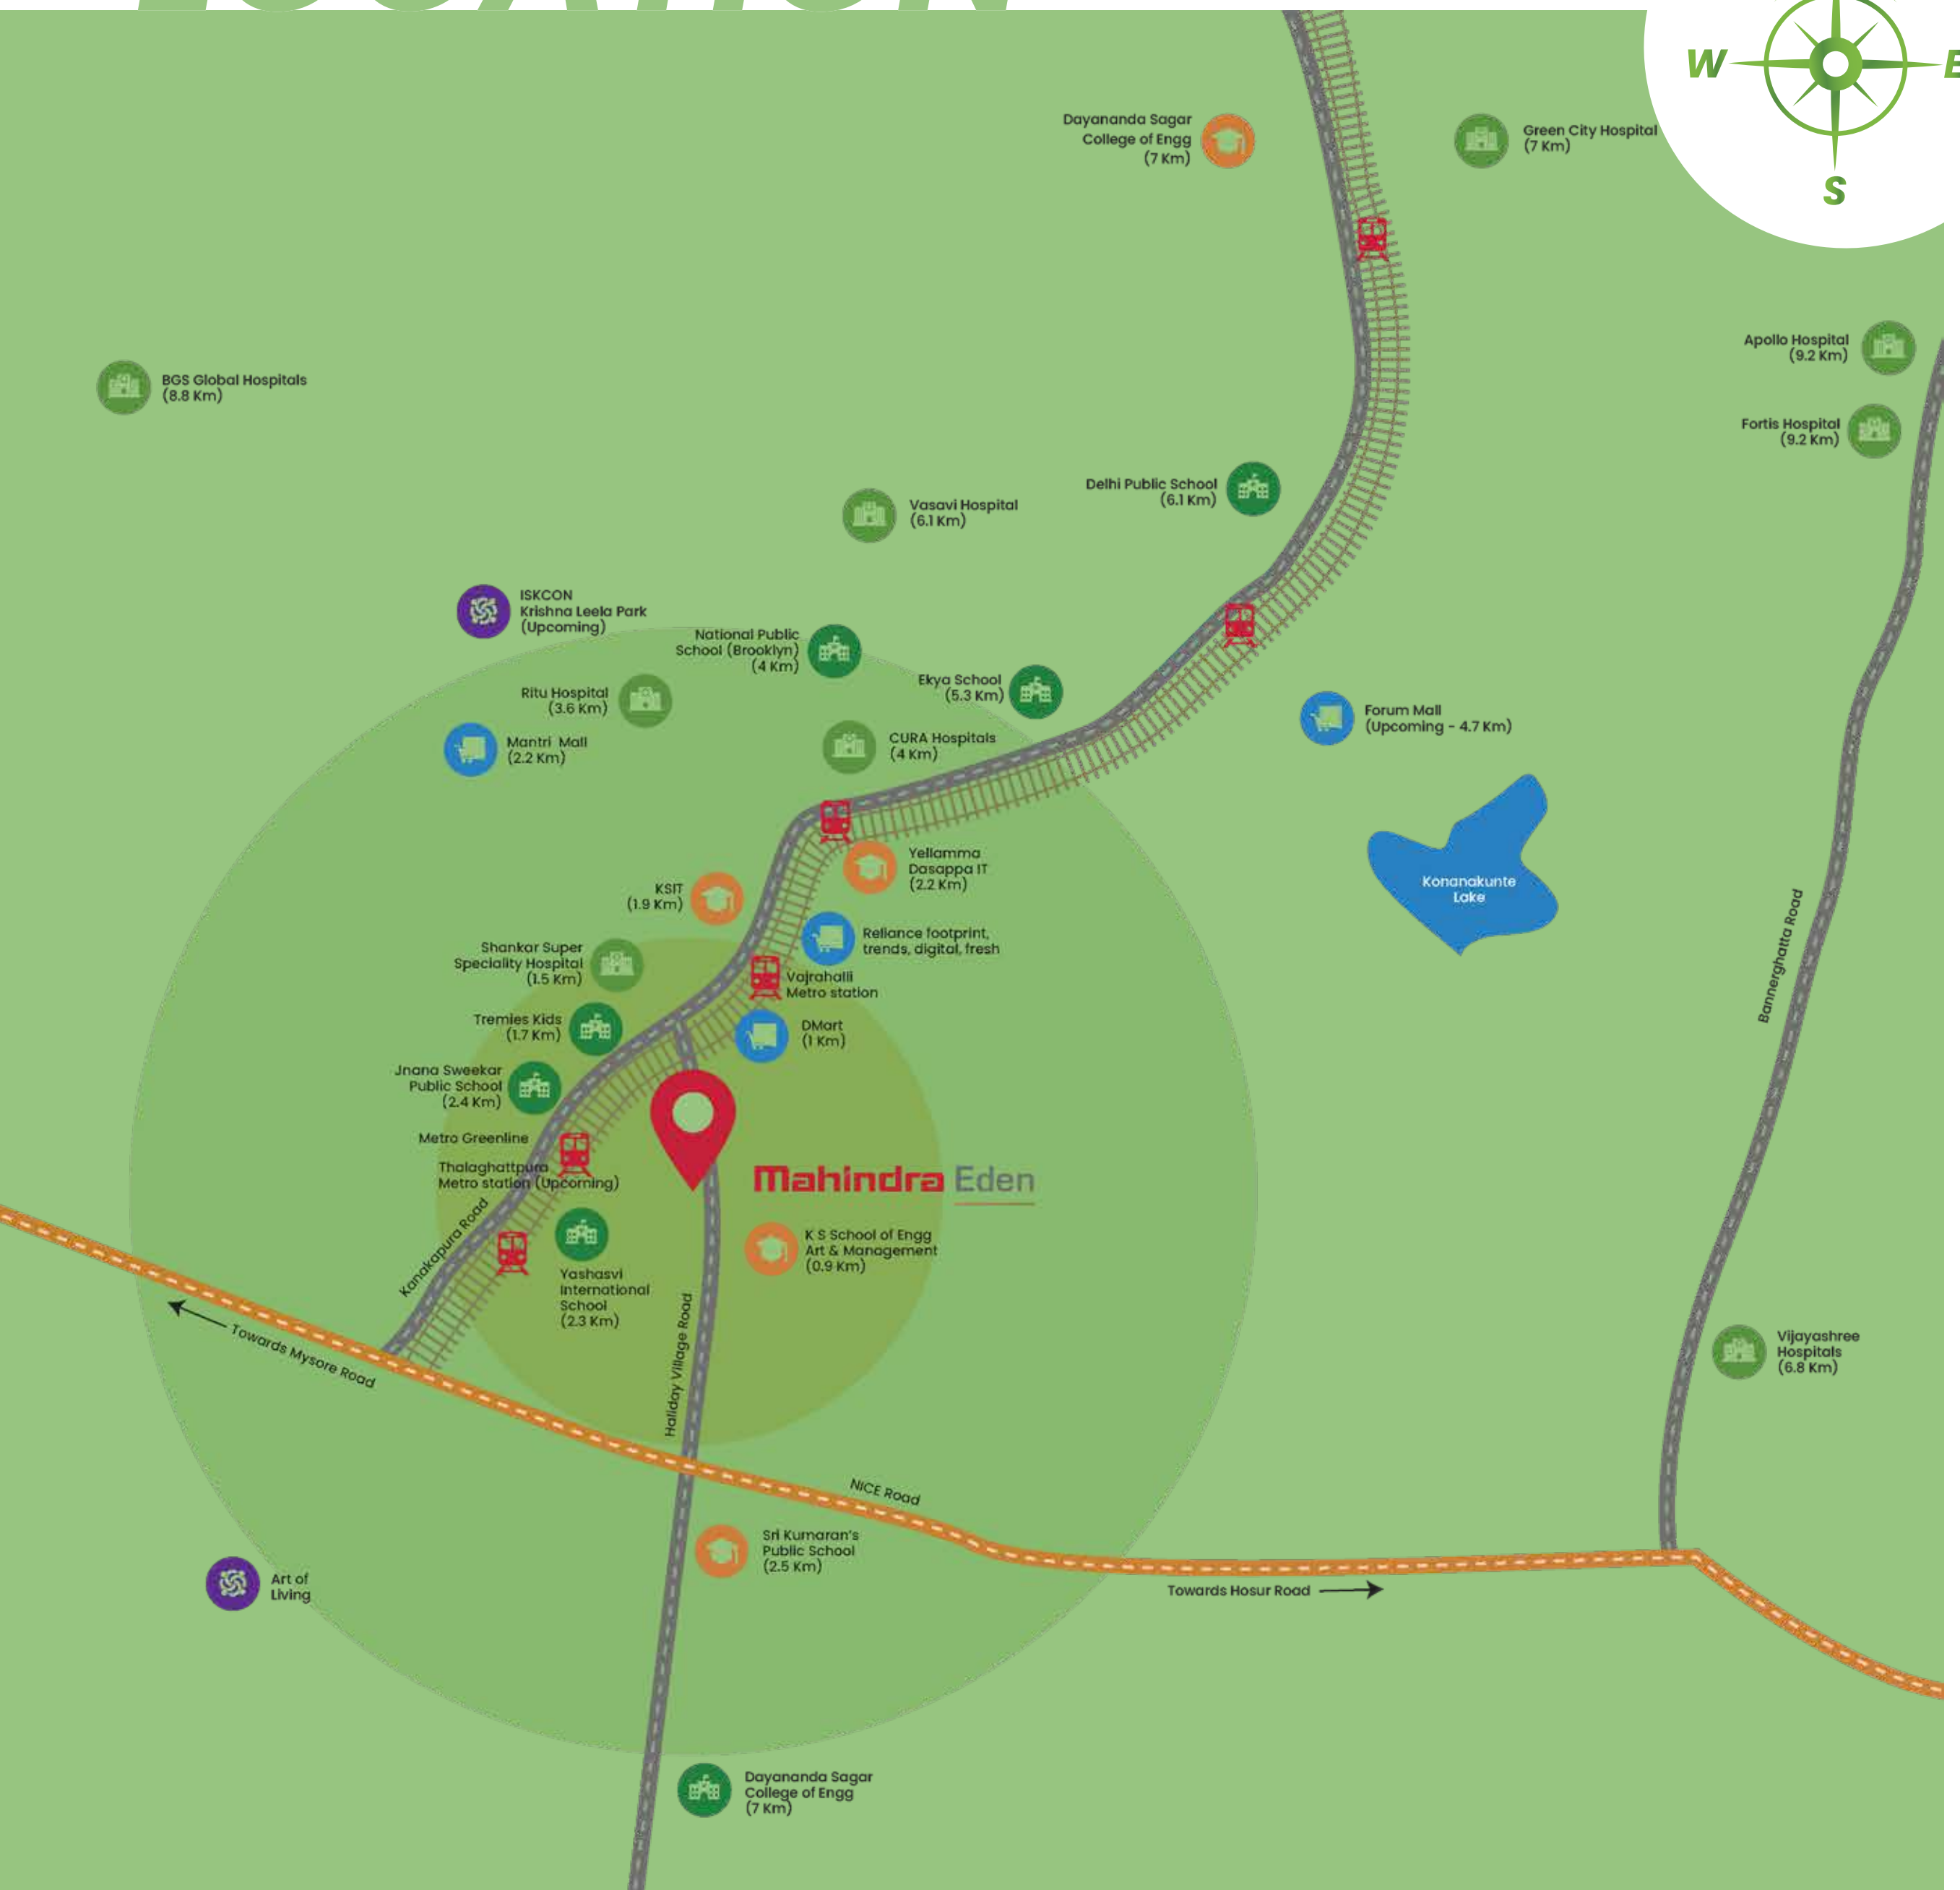 W
E
S
Dayananda Sagar
College of Engg
(7 Km)
Green City Hospital
(7 Km)
Apollo Hospital
(9.2 Km)
BGS Global Hospitals
(8.8 Km)
Fortis Hospital
(9.2 Km)
Delhi Public School
(6.1 Km)
Vasavi Hospital
(6.1 Km)
ISKCON
Krishna Leela Park
(Upcoming)
National Public
School (Brooklyn)
(4 Km)
Ekya School
(5.3 Km)
Ritu Hospital
(3.6 Km)
Forum Mall
(Upcoming - 4.7 Km)
Mantri Mall
(2.2 Km)
CURA Hospitals
(4 Km)
Yellamma
Dasappa IT
(2.2 Km)
Konanakunte
Lake
KSIT
(1.9 Km)
Bannerghatta Road
Reliance footprint,
trends, digital, fresh
Shankar Super
Speciality Hospital
(1.5 Km)
Vajrahalli
Metro station
Tremies Kids
(1.7 Km)
DMart
(1 Km)
Jnana Sweekar
Public School
(2.4 Km)
Metro Greenline
Thalaghattpura
Metro station (Upcoming)
Mahindra Eden
Kanakapura Road
K S School of Engg
Art & Management
(0.9 Km)
Yashasvi
International
School
(2.3 Km)
Haliday Village Road
Towards Mysore Road
Vijayashree
Hospitals
(6.8 Km)
NICE Road
Sri Kumaran's
Public School
(2.5 Km)
Art of
Living
Towards Hosur Road
Dayananda Sagar
College of Engg
(7 Km)